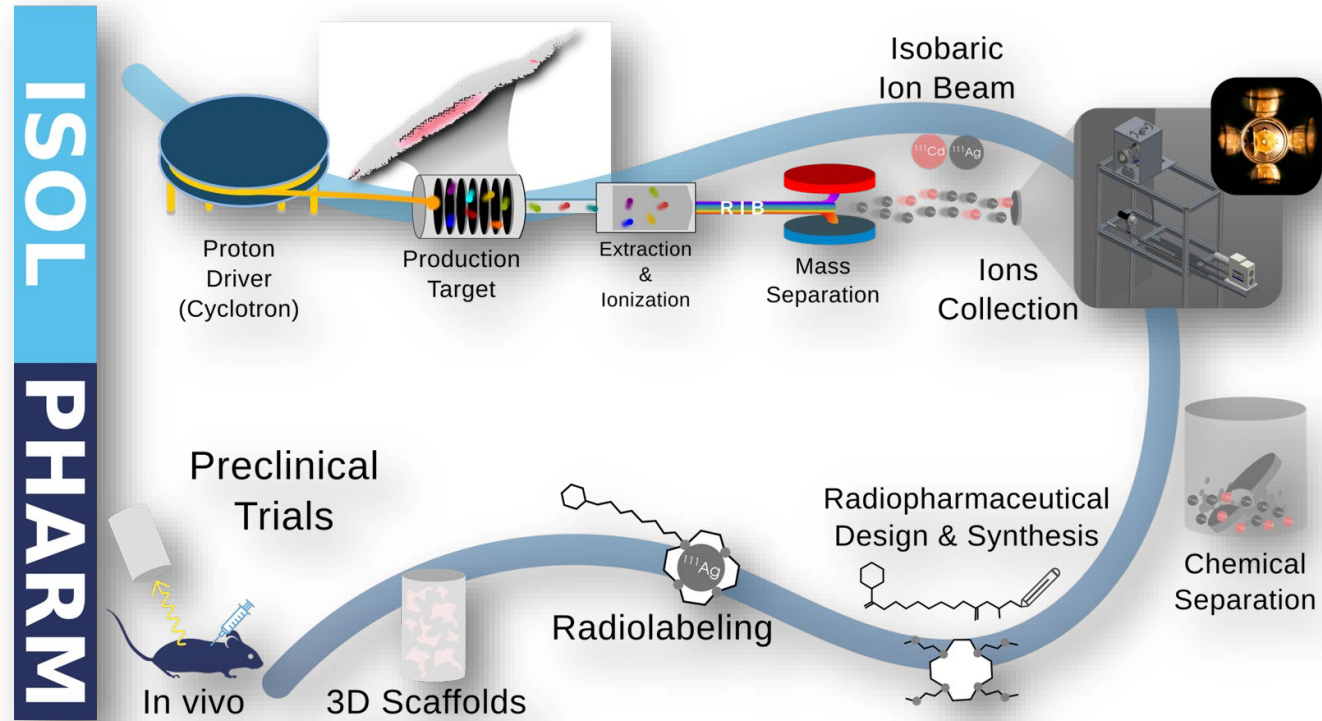 ISOL
PHARM
Proton
Driver
(Cyclotron)
Production
Target
Extraction
&
Ionization
RIB
Mass
Separation
Isobaric
Ion Beam
¹¹¹Cd
¹¹¹Ag
Ions
Collection
Chemical
Separation
Radiopharmaceutical
Design & Synthesis
¹¹¹Ag
Radiolabeling
3D Scaffolds
Preclinical
Trials
In vivo